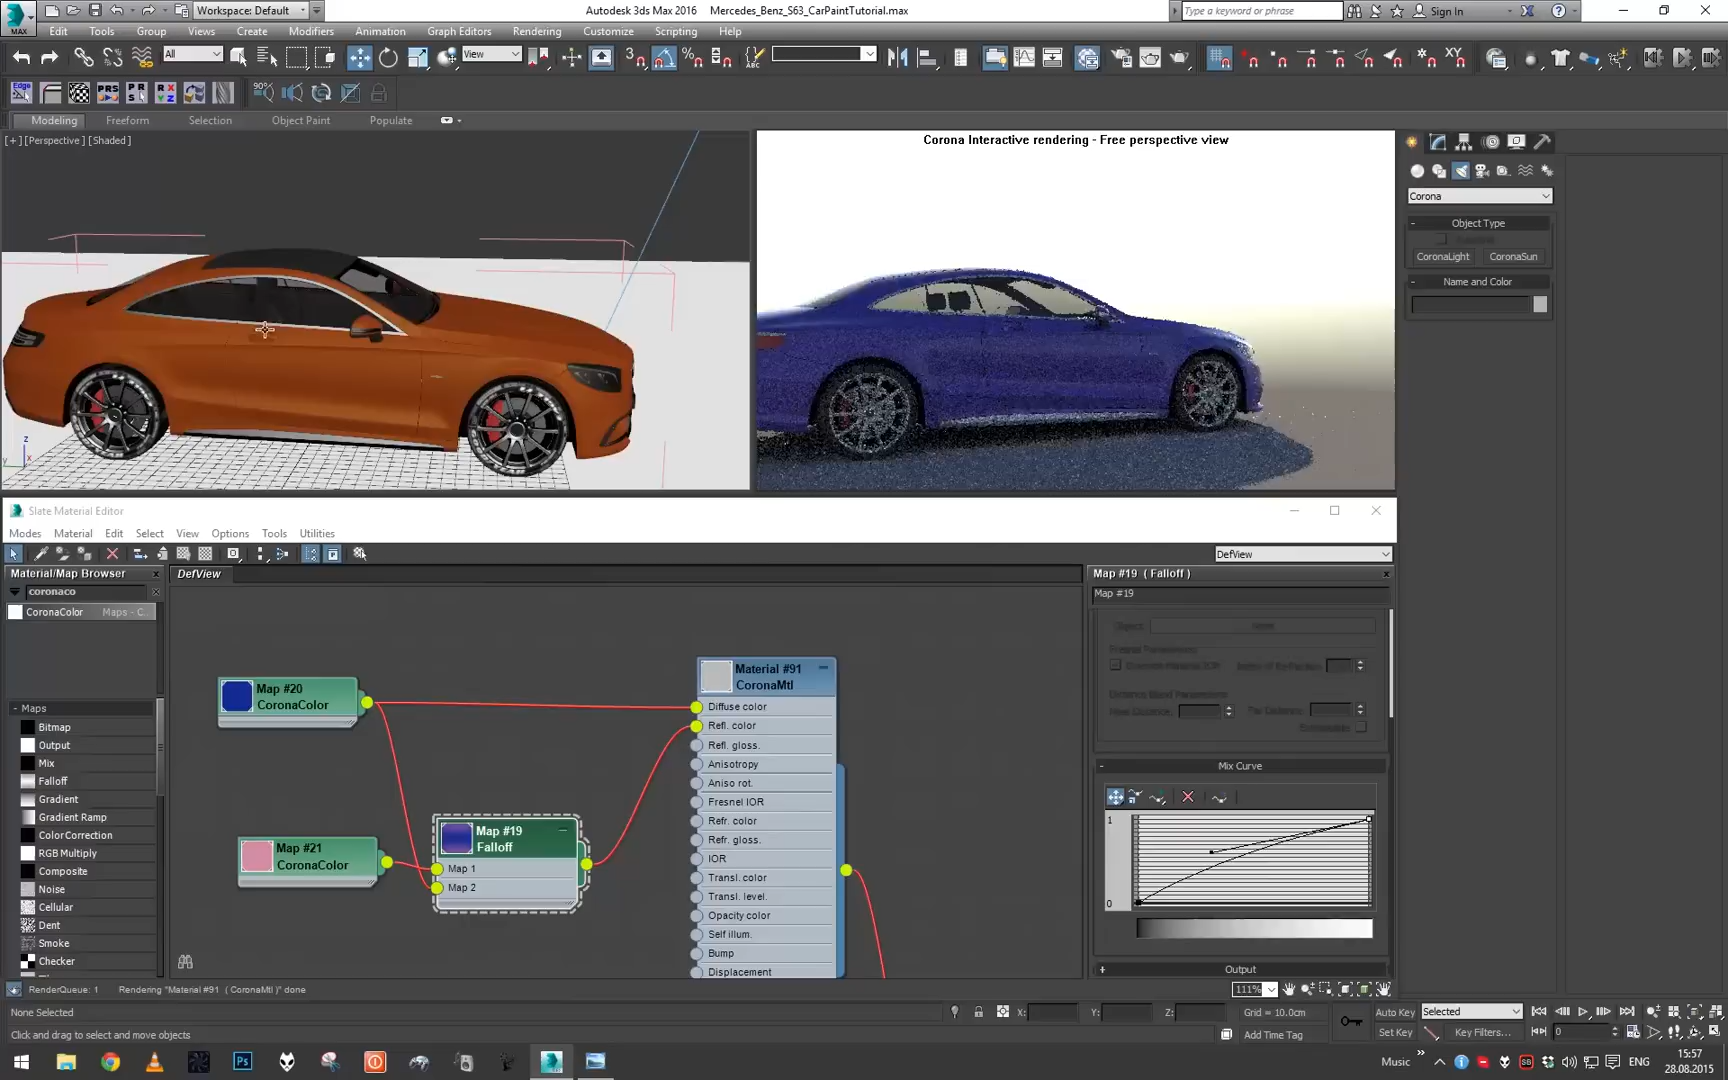 Workspace: Default
Autodesk 3ds Max 2016 Mercedes_Benz_S63_CarPaintTutorial.max
Type a keyword or phrase
Sign In
MAX
Edit Tools Group Views Create Modifiers Animation Graph Editors Rendering Customize Scripting Help
All
View
Modeling Freeform Selection Object Paint Populate
[+][Perspective][Shaded]
Corona Interactive rendering - Free perspective view
Corona
- Object Type
CoronaLight CoronaSun
- Name and Color
Slate Material Editor
Modes Material Edit Select View Options Tools Utilities
DefView
Material/Map Browser
DefView
Map #19 ( Falloff )
coronaco
Map #19
CoronaColor Maps - C...
- Maps
Bitmap
Output
Mix
Falloff
Gradient
Gradient Ramp
ColorCorrection
RGB Multiply
Composite
Noise
Cellular
Dent
Smoke
Checker
Map #20
CoronaColor
Map #21
CoronaColor
Map #19
Falloff
Map 1
Map 2
Material #91
CoronaMtl
Diffuse color
Refl. color
Refl. gloss.
Anisotropy
Aniso rot.
Fresnel IOR
Refr. color
Refr. gloss.
IOR
Transl. color
Transl. level.
Opacity color
Self illum.
Bump
Displacement
- Mix Curve
1
0
+ Output
RenderQueue: 1 Rendering "Material #91 ( CoronaMtl )" done
111%
None Selected
X: Y: Z:
Grid = 10.0cm
Auto Key
Selected
Click and drag to select and move objects
Add Time Tag
Set Key
Key Filters...
0
Music
ENG
15:57
28.08.2015